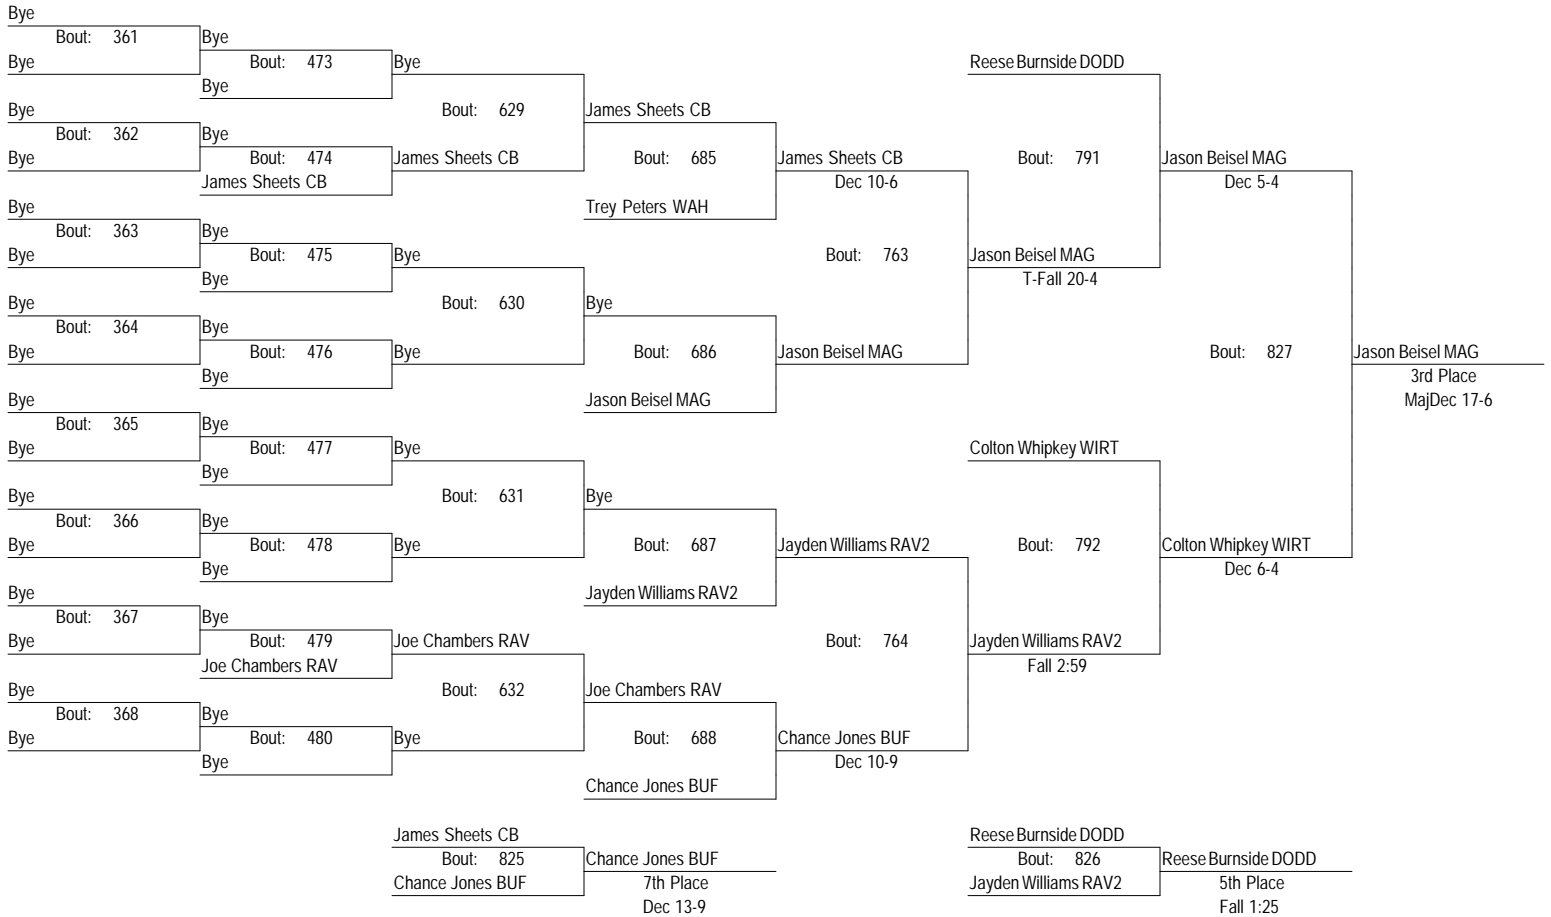 Bye
Bout: 361
Bye
Bye
Bout: 473
Bye
Bye
Reese Burnside DODD
Bye
Bout: 629
James Sheets CB
Bout: 362
Bye
Bye
Bout: 474
James Sheets CB
James Sheets CB
Bout: 685
James Sheets CB
Dec 10-6
Bout: 791
Jason Beisel MAG
Dec 5-4
Bye
Trey Peters WAH
Bout: 363
Bye
Bye
Bout: 475
Bye
Bye
Bout: 763
Jason Beisel MAG
T-Fall 20-4
Bye
Bout: 630
Bye
Bout: 364
Bye
Bye
Bout: 476
Bye
Bye
Bout: 686
Jason Beisel MAG
Bout: 827
Jason Beisel MAG
3rd Place
MajDec 17-6
Bye
Jason Beisel MAG
Bout: 365
Bye
Bye
Bout: 477
Bye
Bye
Colton Whipkey WIRT
Bye
Bout: 631
Bye
Bout: 366
Bye
Bye
Bout: 478
Bye
Bye
Bout: 687
Jayden Williams RAV2
Bout: 792
Colton Whipkey WIRT
Dec 6-4
Bye
Jayden Williams RAV2
Bout: 367
Bye
Bye
Bout: 479
Joe Chambers RAV
Joe Chambers RAV
Bout: 764
Jayden Williams RAV2
Fall 2:59
Bye
Bout: 632
Joe Chambers RAV
Bout: 368
Bye
Bye
Bout: 480
Bye
Bye
Bout: 688
Chance Jones BUF
Dec 10-9
Chance Jones BUF
James Sheets CB
Bout: 825
Chance Jones BUF
Chance Jones BUF
7th Place
Dec 13-9
Reese Burnside DODD
Bout: 826
Reese Burnside DODD
Jayden Williams RAV2
5th Place
Fall 1:25